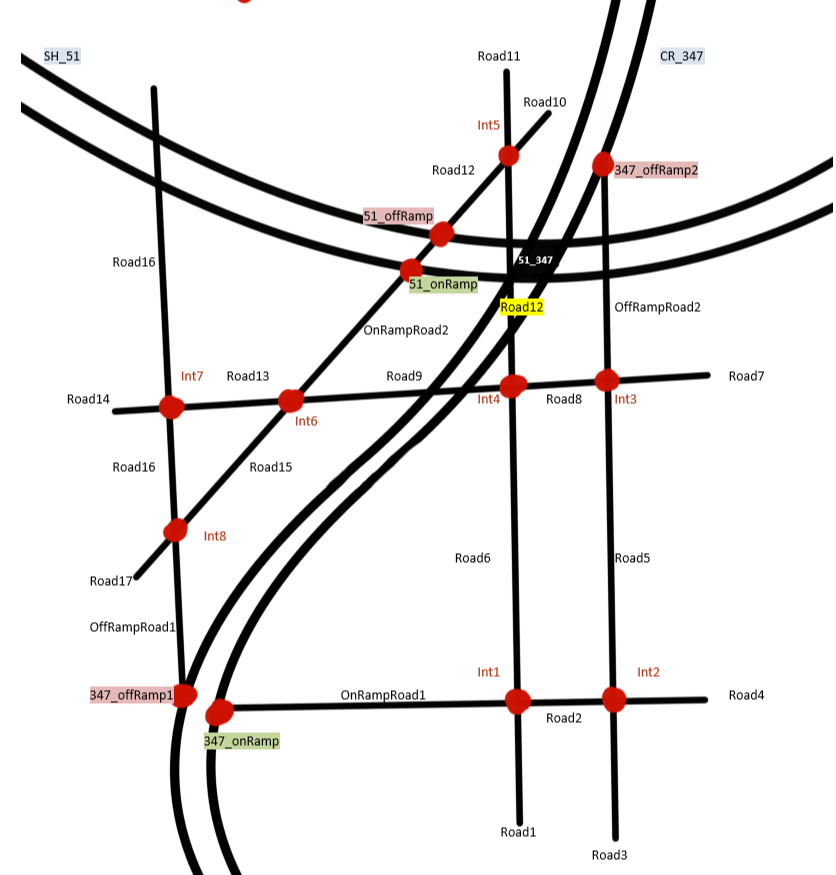 SH_51
Road11
CR_347
Road10
Int5
Road12
347_offRamp2
51_offRamp
Road16
51_347
51_onRamp
Road12
OffRampRoad2
OnRampRoad2
Int7
Road13
Road9
Road7
Road14
Int4
Road8
Int3
Int6
Road16
Road15
Int8
Road6
Road5
Road17
OffRampRoad1
Int1
Int2
347_offRamp1
OnRampRoad1
Road4
Road2
347_onRamp
Road1
Road3